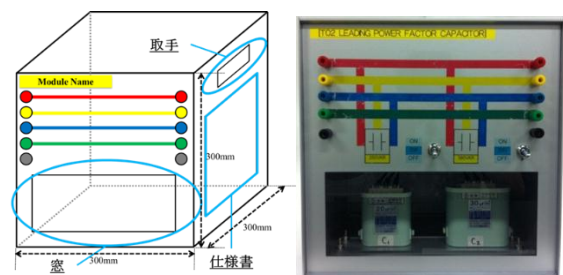 取手
Module Name
300mm
300mm
300mm
窓
仕様書
[TO2 LEADING POWER FACTOR CAPACITOR]
ON
OFF
ON
OFF